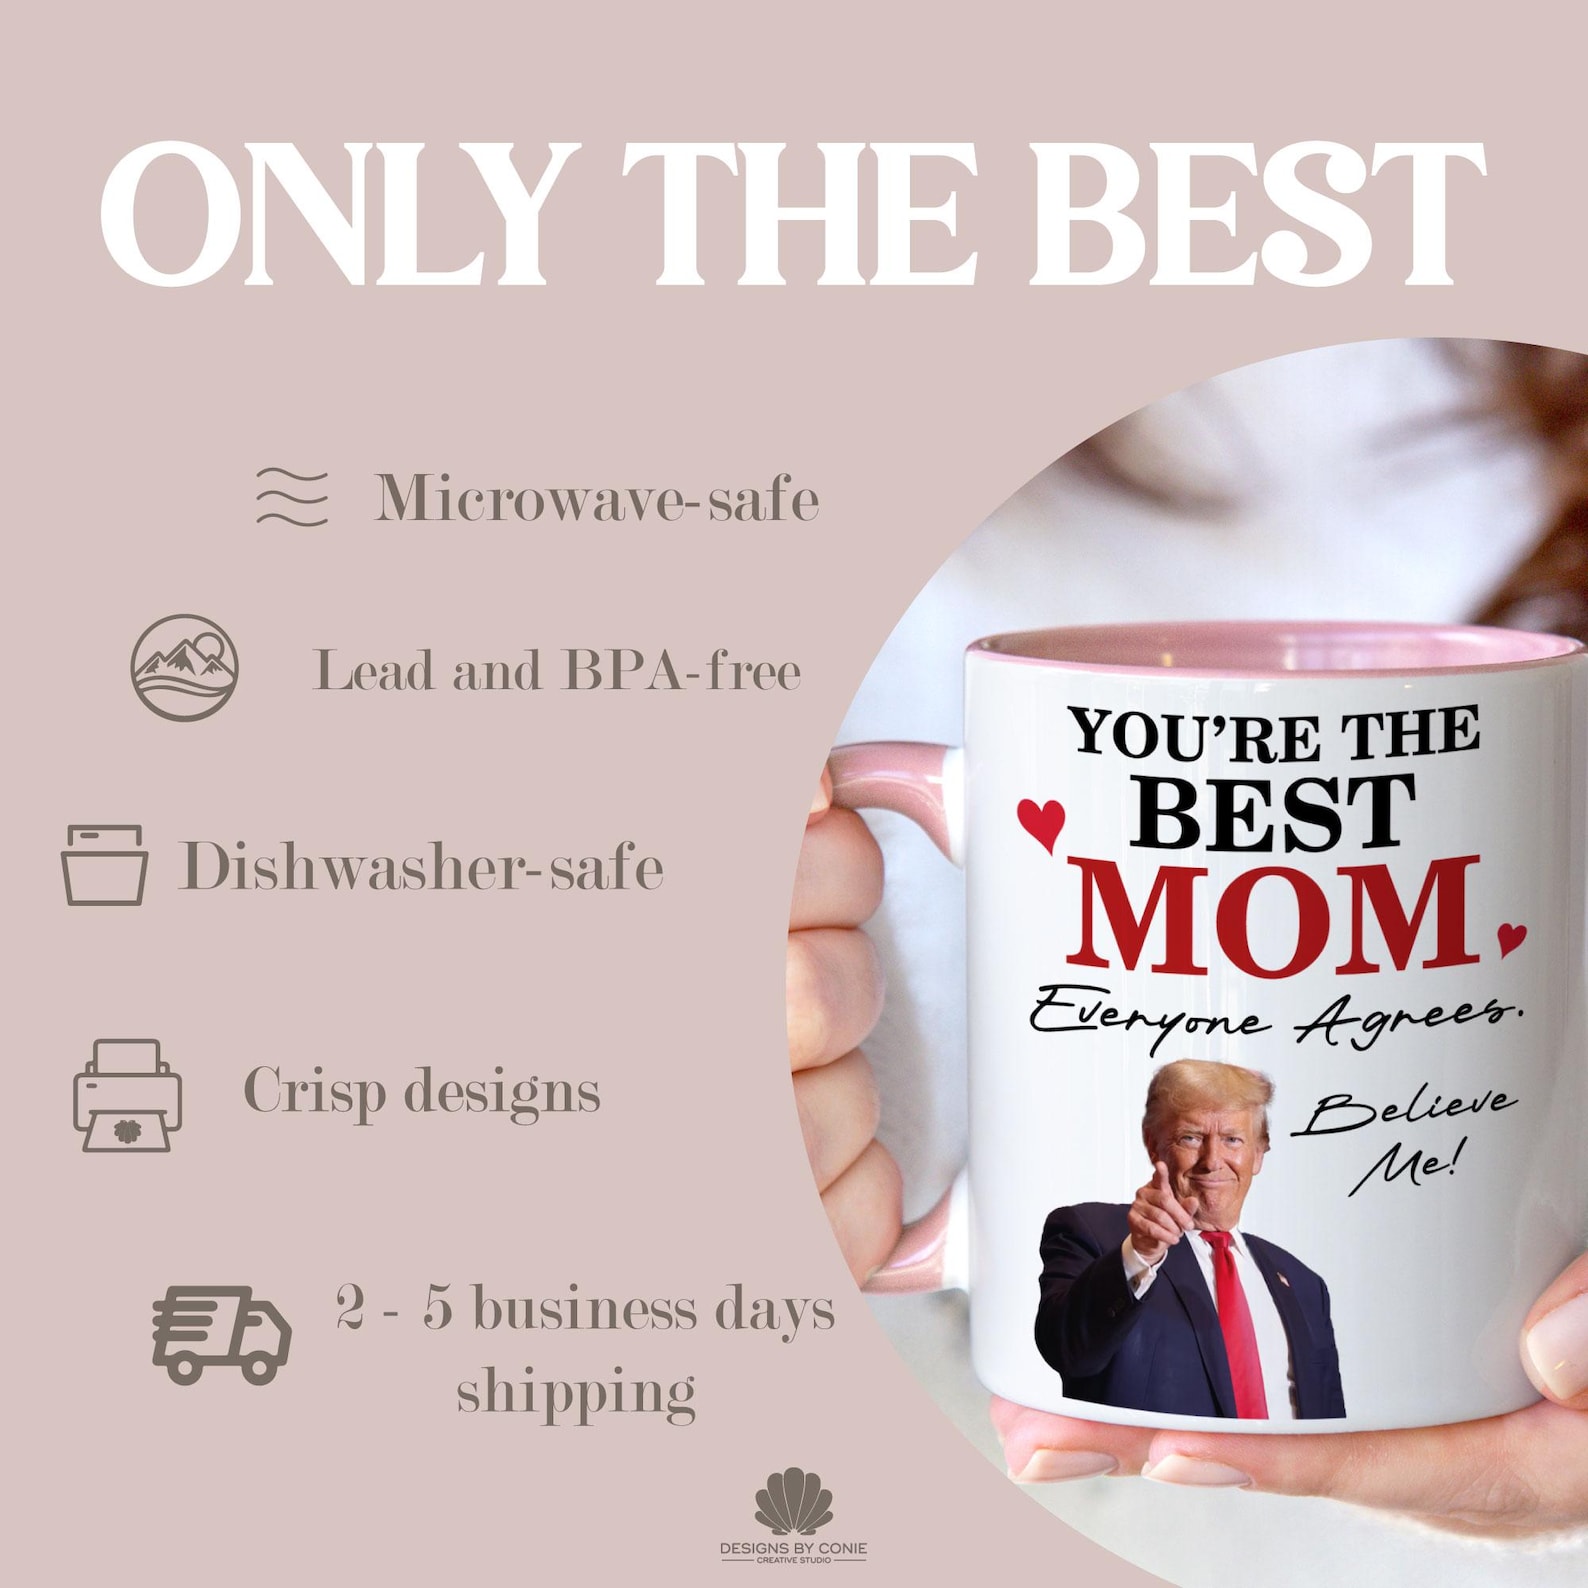 ONLY THE BEST
Microwave-safe
Lead and BPA-free
Dishwasher-safe
Crisp designs
2 - 5 business days
shipping
YOU'RE THE
BEST
MOM
Everyone Agrees.
Believe
Me!
DESIGNS BY CONIE
CREATIVE STUDIO